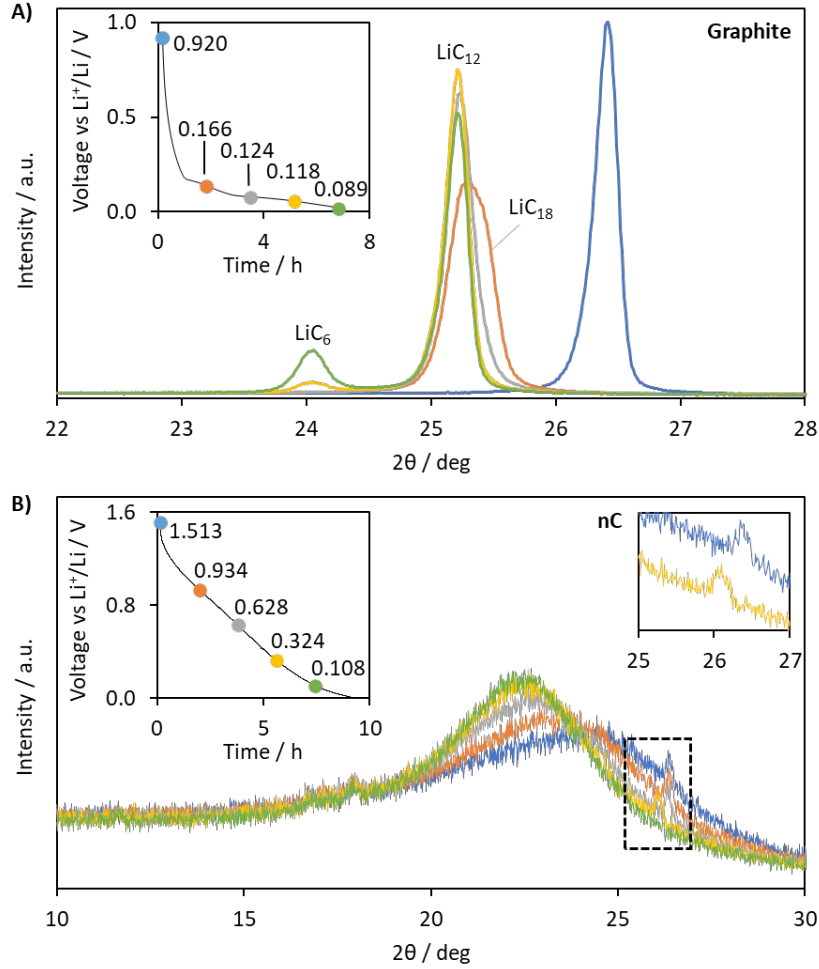 A)
Graphite
Intensity / a.u.
Voltage vs Li⁺/Li / V
1.0
0.5
0.0
0.920
0.166
0.124
0.118
0.089
0 4 8
Time / h
LiC₁₂
LiC₁₈
LiC₆
22 23 24 25 26 27 28
2θ / deg
B)
nC
Intensity / a.u.
Voltage vs Li⁺/Li / V
1.6
0.8
0.0
1.513
0.934
0.628
0.324
0.108
0 5 10
Time / h
25 26 27
10 15 20 25 30
2θ / deg